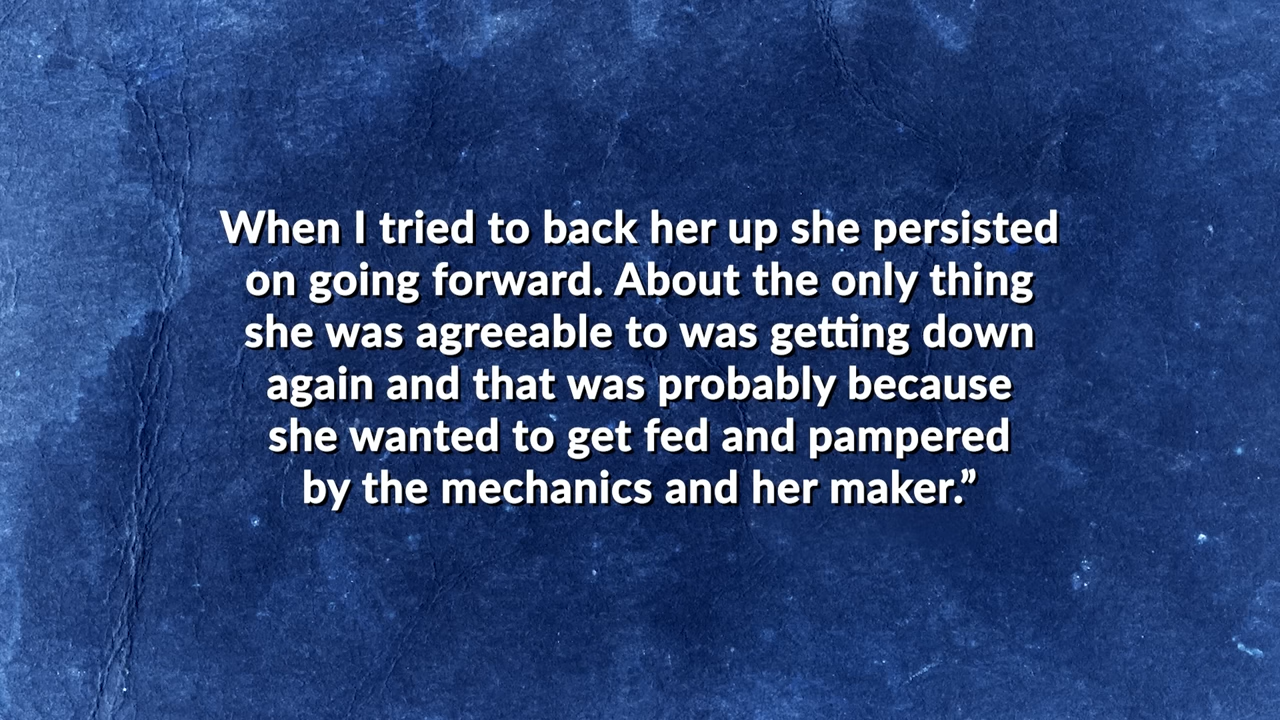 When I tried to back her up she persisted
on going forward. About the only thing
she was agreeable to was getting down
again and that was probably because
she wanted to get fed and pampered
by the mechanics and her maker.”